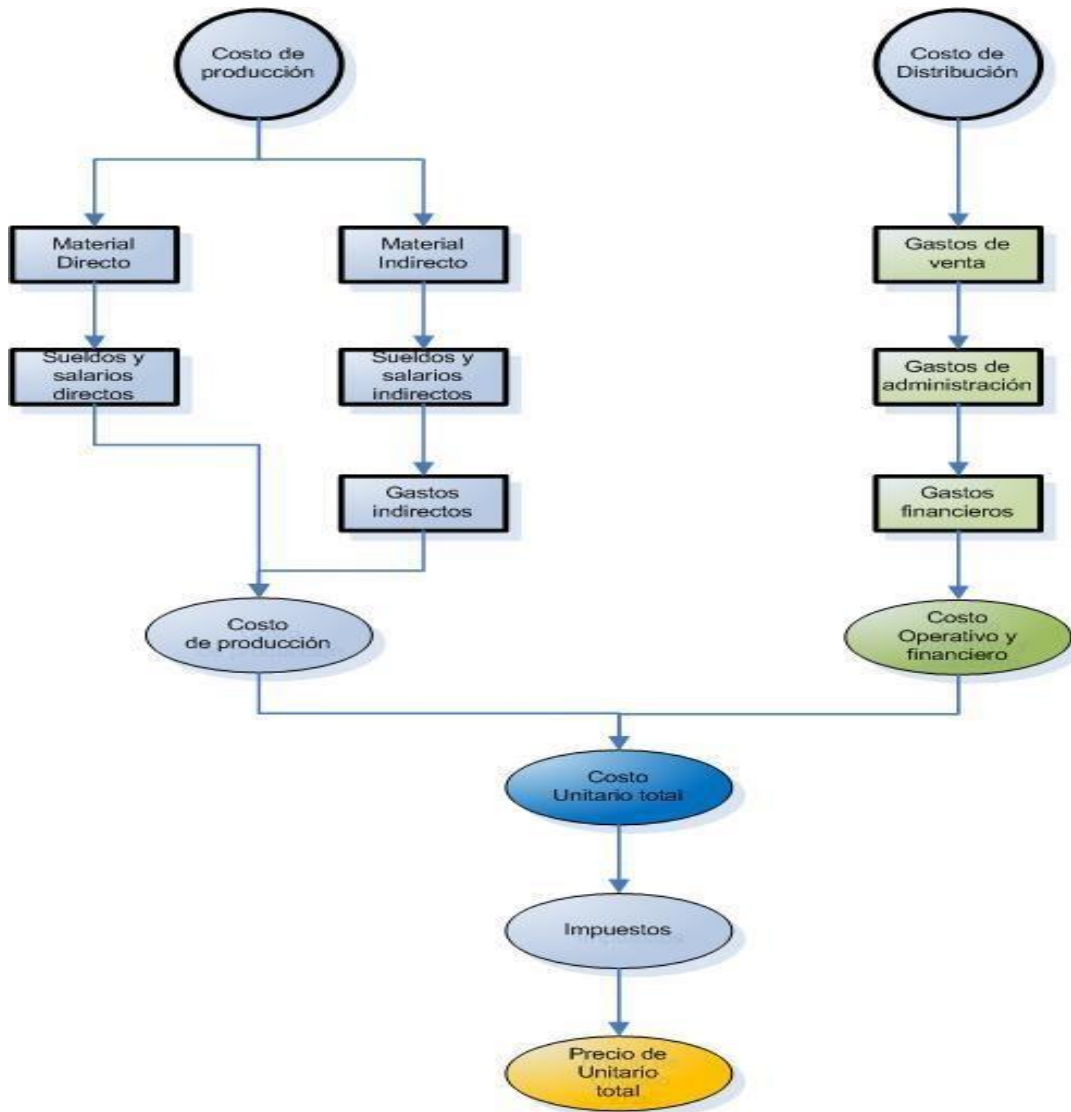 Costo de
producción
Costo de
Distribución
Material
Directo
Material
Indirecto
Gastos de
venta
Sueldos y
salarios
directos
Sueldos y
salarios
indirectos
Gastos de
administración
Gastos
indirectos
Gastos
financieros
Costo
de producción
Costo
Operativo y
financiero
Costo
Unitario total
Impuestos
Precio de
Unitario
total